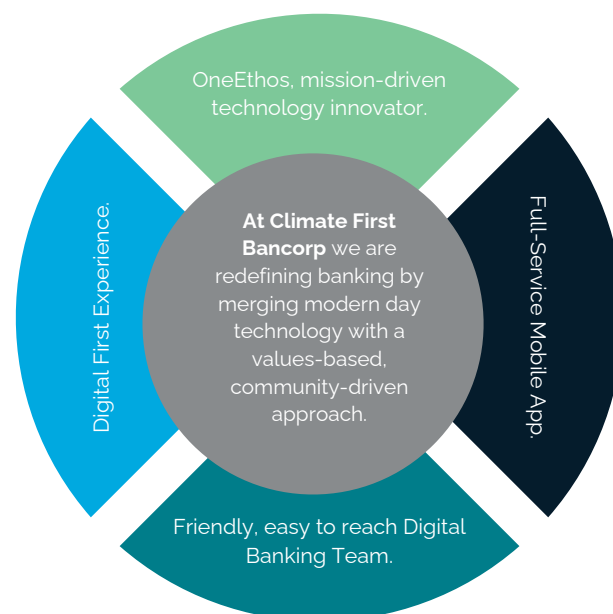 OneEthos, mission-driven
technology innovator.
Digital First Experience.
At Climate First
Bancorp we are
redefining banking by
merging modern day
technology with a
values-based,
community-driven
approach.
Full-Service Mobile App.
Friendly, easy to reach Digital
Banking Team.